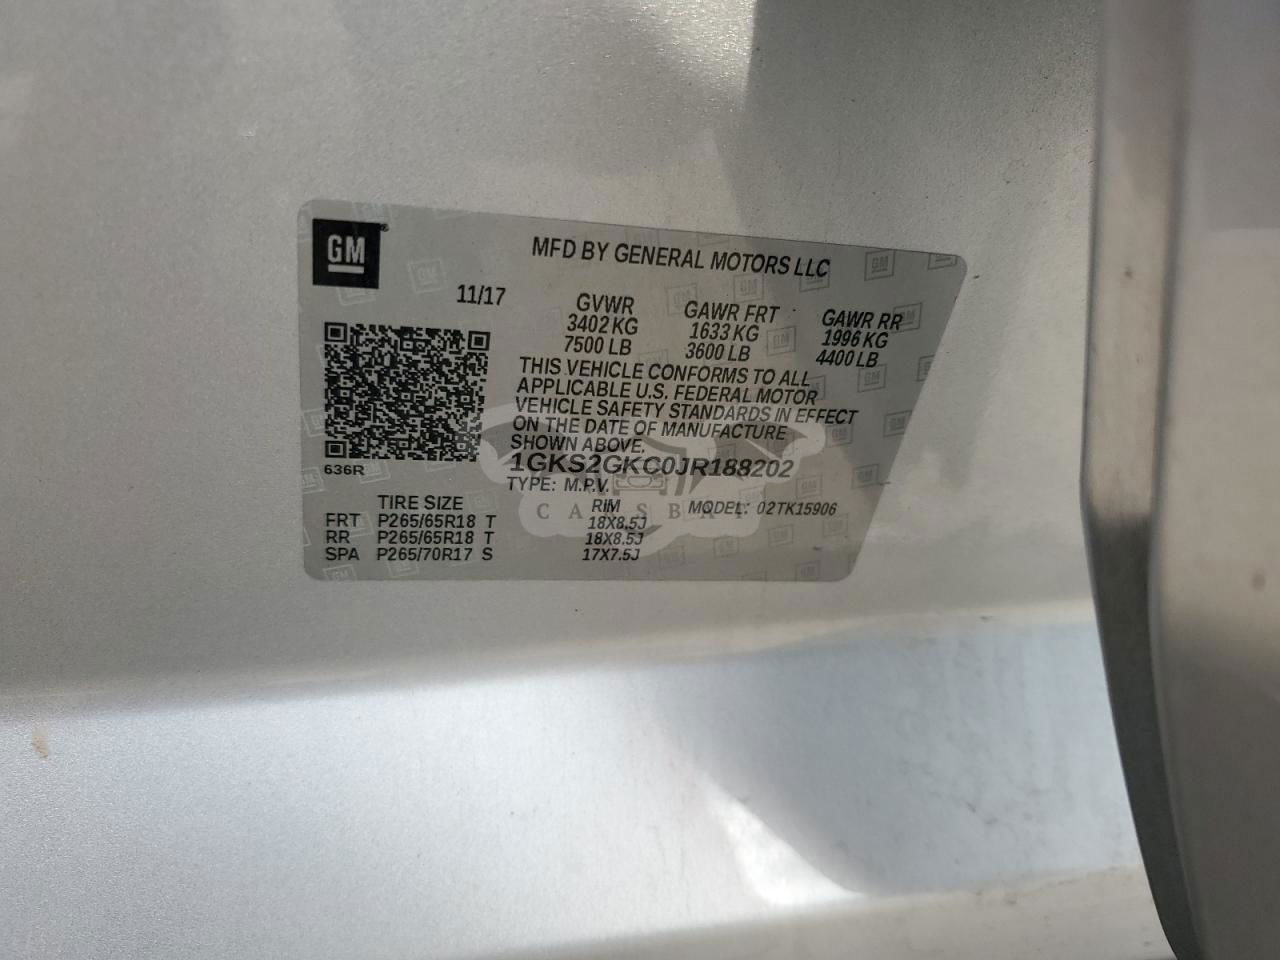 GM
MFD BY GENERAL MOTORS LLC
11/17
GVWR GAWR FRT GAWR RR
3402 KG 1633 KG 1996 KG
7500 LB 3600 LB 4400 LB
THIS VEHICLE CONFORMS TO ALL
APPLICABLE U.S. FEDERAL MOTOR
VEHICLE SAFETY STANDARDS IN EFFECT
ON THE DATE OF MANUFACTURE
SHOWN ABOVE.
636R
1GKS2GKC0JR188202
TYPE: M.P.V.
TIRE SIZE RIM MODEL: 02TK15906
FRT P265/65R18 T 18X8.5J
RR P265/65R18 T 18X8.5J
SPA P265/70R17 S 17X7.5J